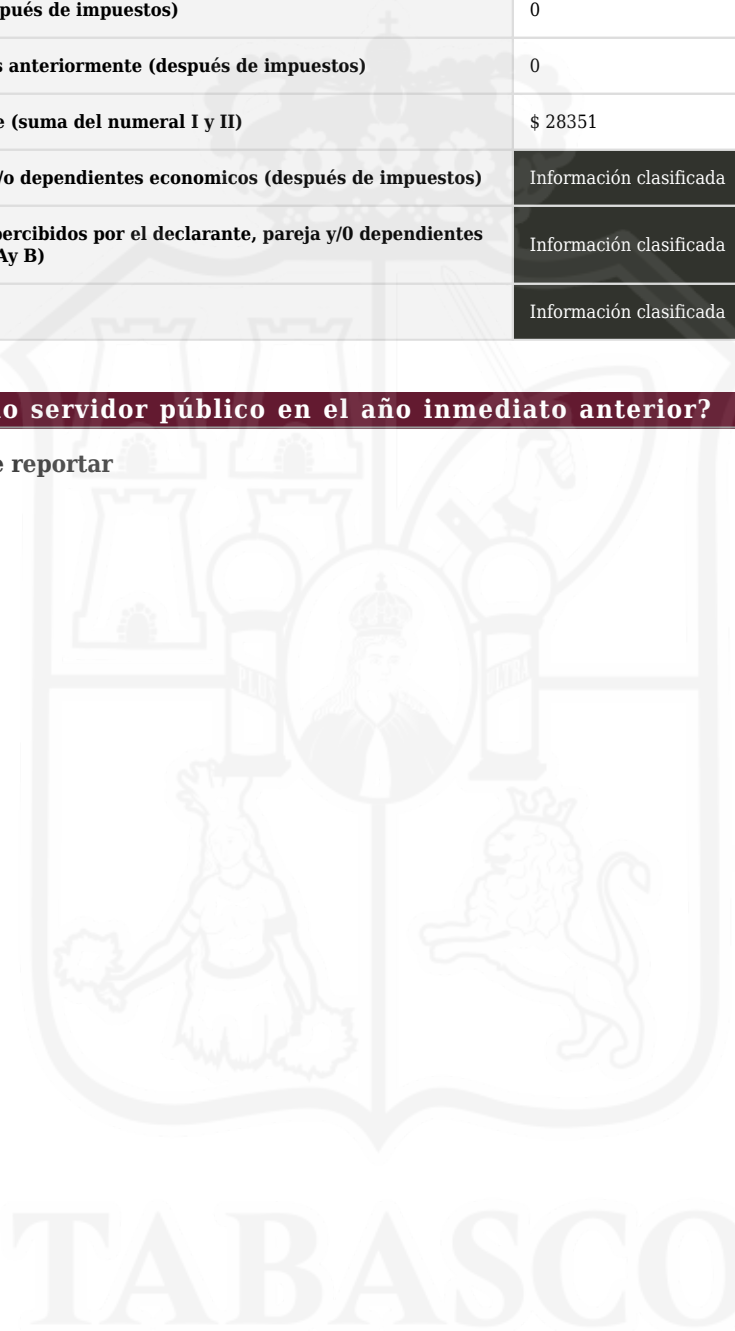 pués de impuestos)
0
s anteriormente (después de impuestos)
0
e (suma del numeral I y II)
$ 28351
/o dependientes economicos (después de impuestos)
Información clasificada
percibidos por el declarante, pareja y/0 dependientes
Ay B)
Información clasificada
Información clasificada
o servidor público en el año inmediato anterior?
e reportar
PLUS
ULTRA
TABASCO